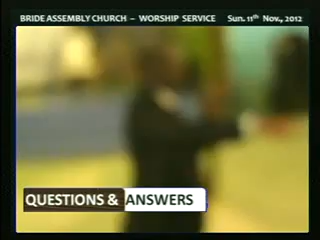 BRIDE ASSEMBLY CHURCH – WORSHIP SERVICE Sun. 11th Nov., 2012
QUESTIONS & ANSWERS